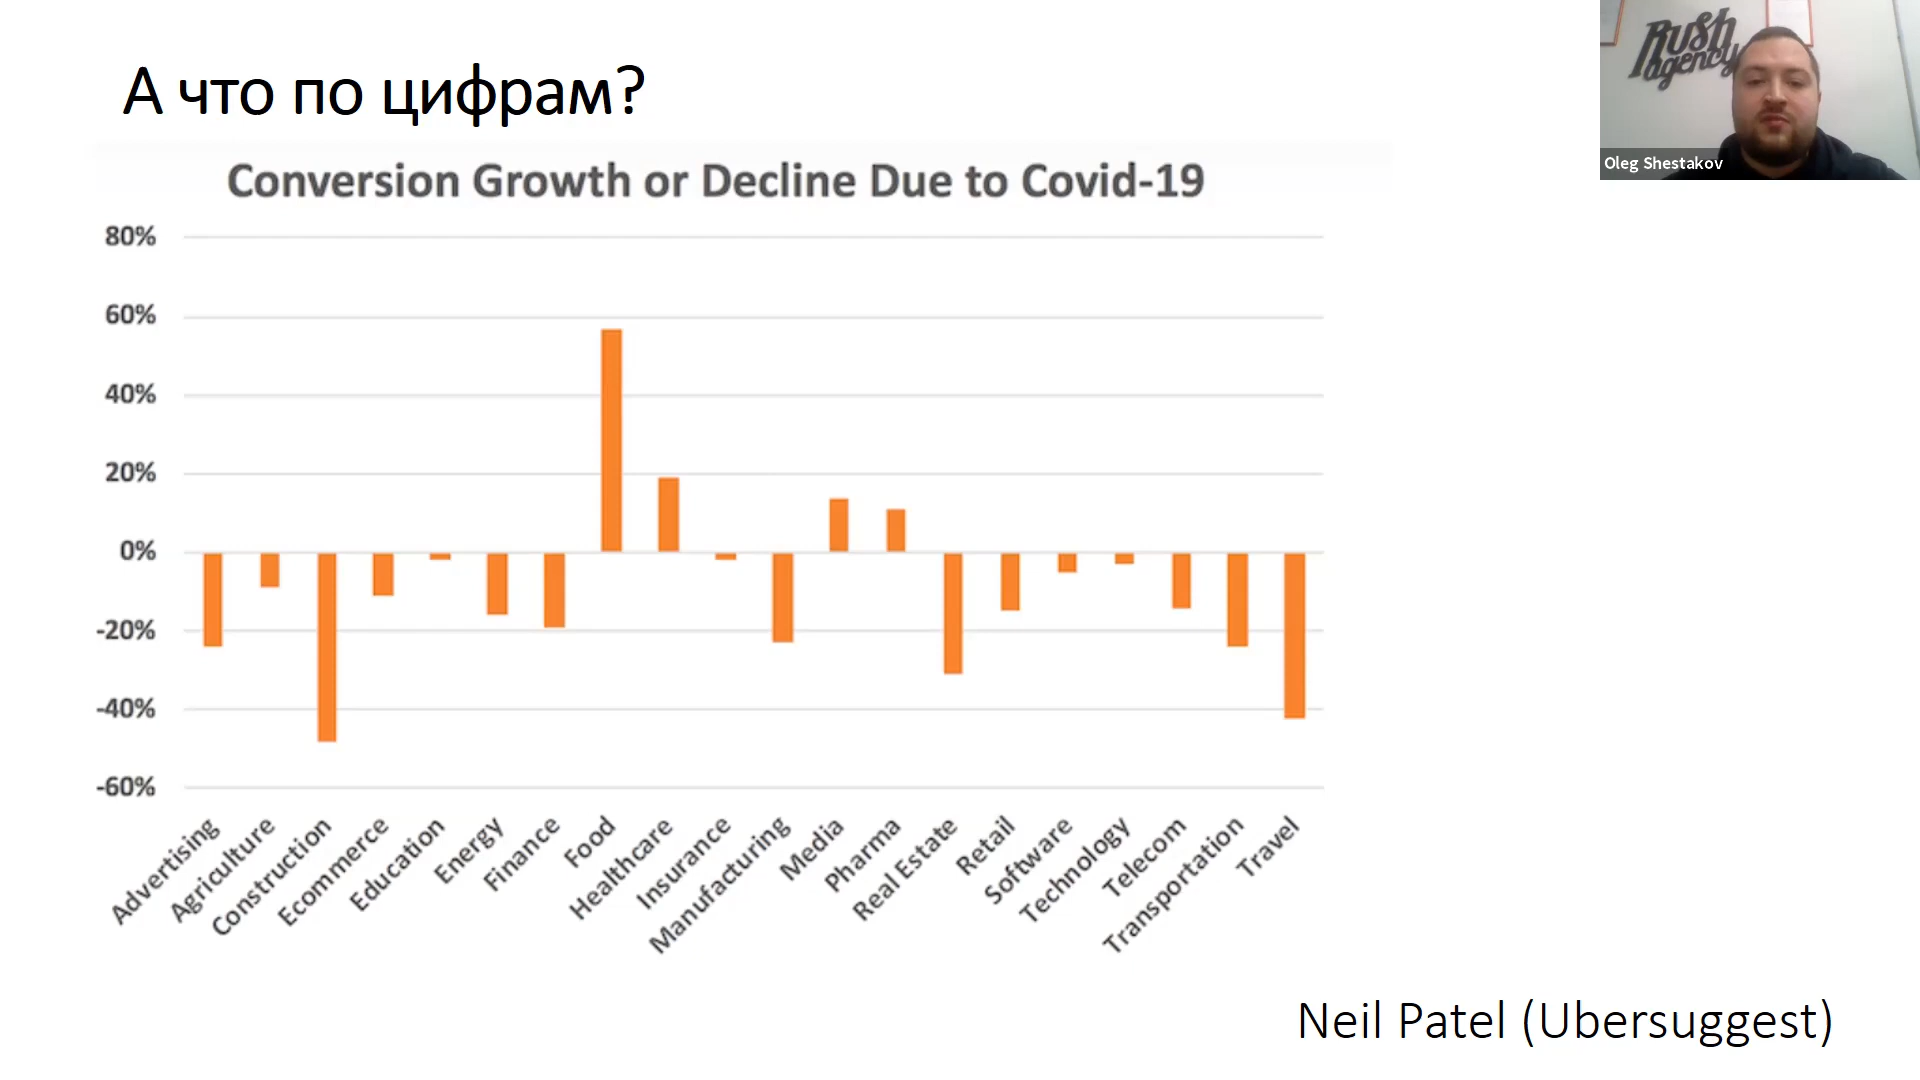 А что по цифрам?
Rush
agency
Oleg Shestakov
Conversion Growth or Decline Due to Covid-19
80%
60%
40%
20%
0%
-20%
-40%
-60%
Advertising
Agriculture
Construction
Ecommerce
Education
Energy
Finance
Food
Healthcare
Insurance
Manufacturing
Media
Pharma
Real Estate
Retail
Software
Technology
Telecom
Transportation
Travel
Neil Patel (Ubersuggest)